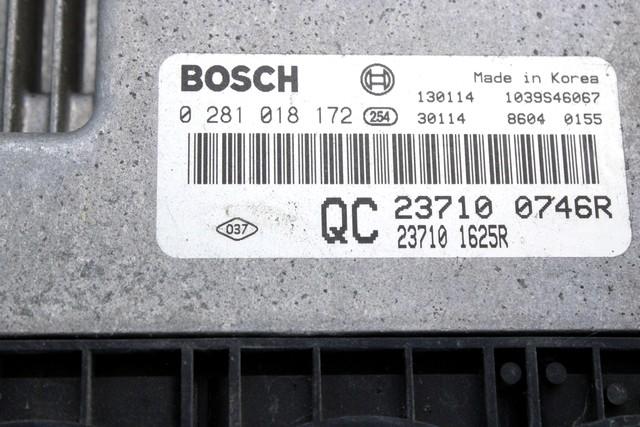 BOSCH Made in Korea
130114 1039S46067
0 281 018 172 254 30114 8604 0155
037 QC 23710 0746R
23710 1625R